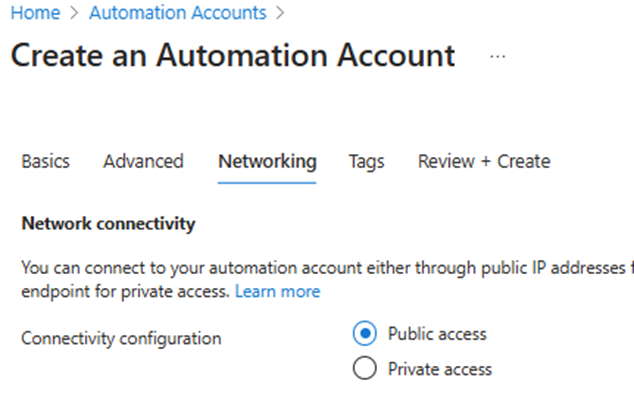 Home > Automation Accounts >
Create an Automation Account ...
Basics Advanced Networking Tags Review + Create
Network connectivity
You can connect to your automation account either through public IP addresses
endpoint for private access. Learn more
Connectivity configuration Public access
Private access